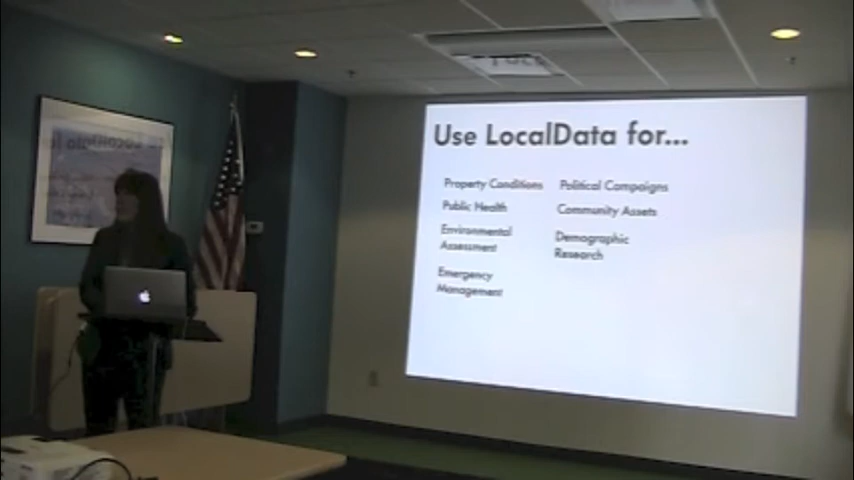 Use LocalData for...
Property Conditions
Public Health
Environmental
Assessment
Emergency
Management
Political Campaigns
Community Assets
Demographic
Research